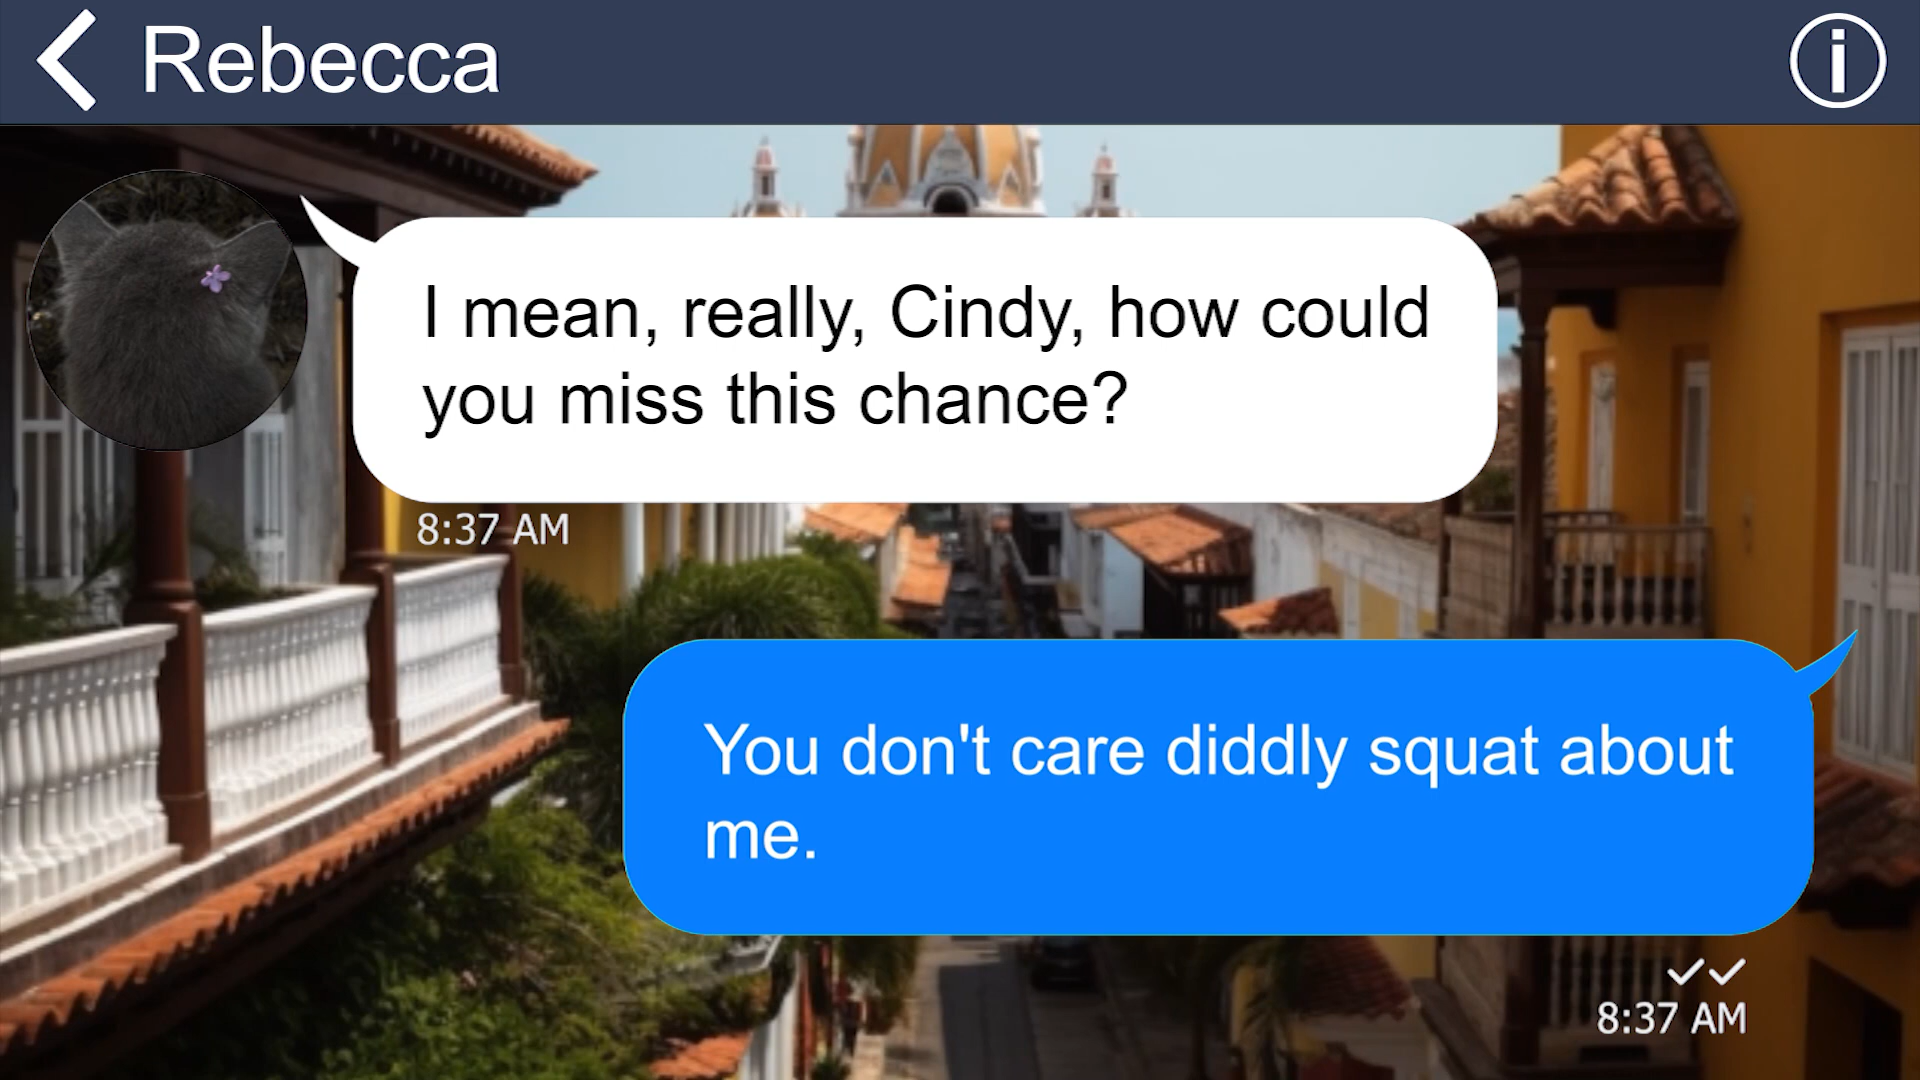 Rebecca
I mean, really, Cindy, how could
you miss this chance?
8:37 AM
You don't care diddly squat about
me.
8:37 AM